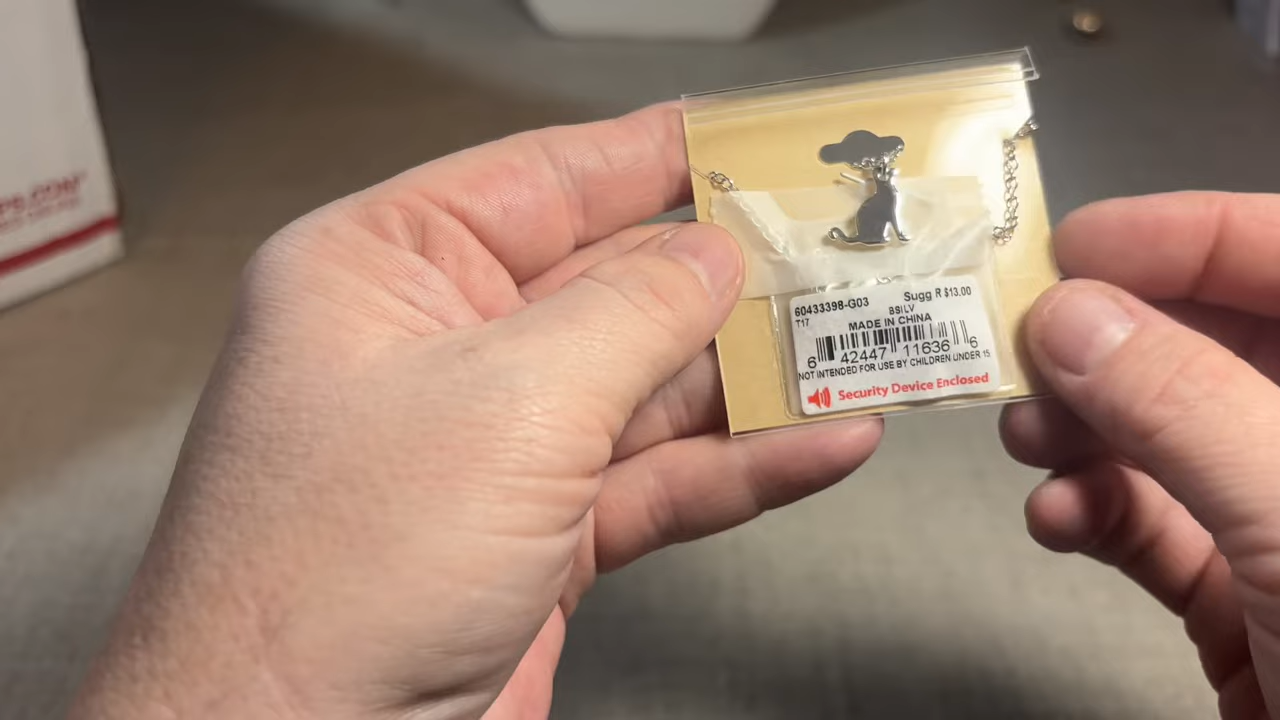 60433398-G03 Sugg R $13.00
T17 BSILV
MADE IN CHINA
6 42447 11636 6
NOT INTENDED FOR USE BY CHILDREN UNDER 15
Security Device Enclosed